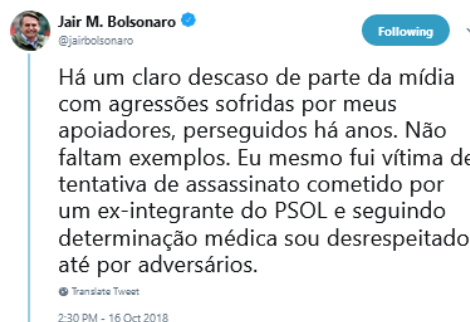 Jair M. Bolsonaro
@jairbolsonaro
Following
Há um claro descaso de parte da mídia
com agressões sofridas por meus
apoiadores, perseguidos há anos. Não
faltam exemplos. Eu mesmo fui vítima de
tentativa de assassinato cometido por
um ex-integrante do PSOL e seguindo
determinação médica sou desrespeitado
até por adversários.
Translate Tweet
2:30 PM - 16 Oct 2018